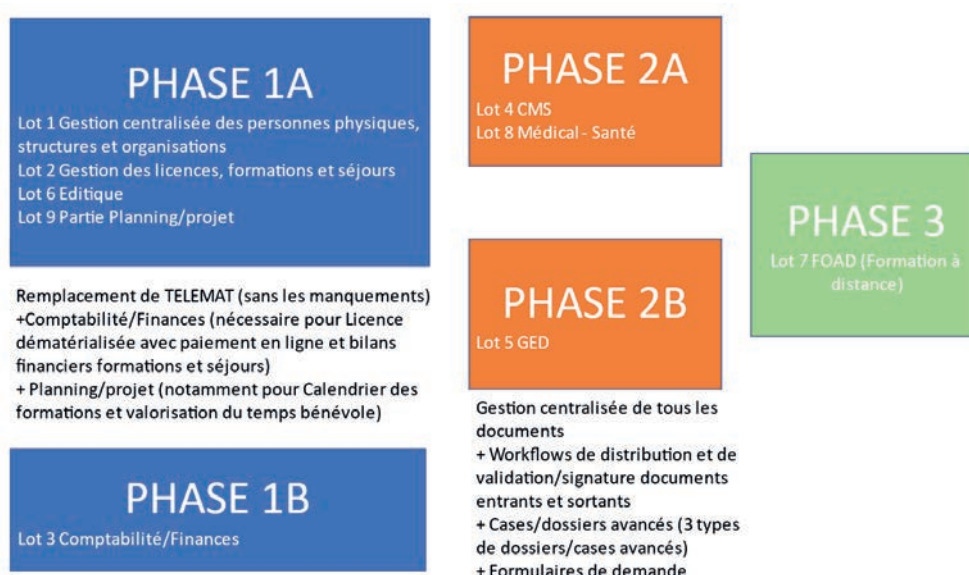 PHASE 1A
Lot 1 Gestion centralisée des personnes physiques,
structures et organisations
Lot 2 Gestion des licences, formations et séjours
Lot 6 Editique
Lot 9 Partie Planning/projet
Remplacement de TELEMAT (sans les manquements)
+Comptabilité/Finances (nécessaire pour Licence
dématérialisée avec paiement en ligne et bilans
financiers formations et séjours)
+ Planning/projet (notamment pour Calendrier des
formations et valorisation du temps bénévole)
PHASE 1B
Lot 3 Comptabilité/Finances
PHASE 2A
Lot 4 CMS
Lot 8 Médical - Santé
PHASE 2B
Lot 5 GED
Gestion centralisée de tous les
documents
+ Workflows de distribution et de
validation/signature documents
entrants et sortants
+ Cases/dossiers avancés (3 types
de dossiers/cases avancés)
+ Formulaires de demande
PHASE 3
Lot 7 FOAD (Formation à
distance)